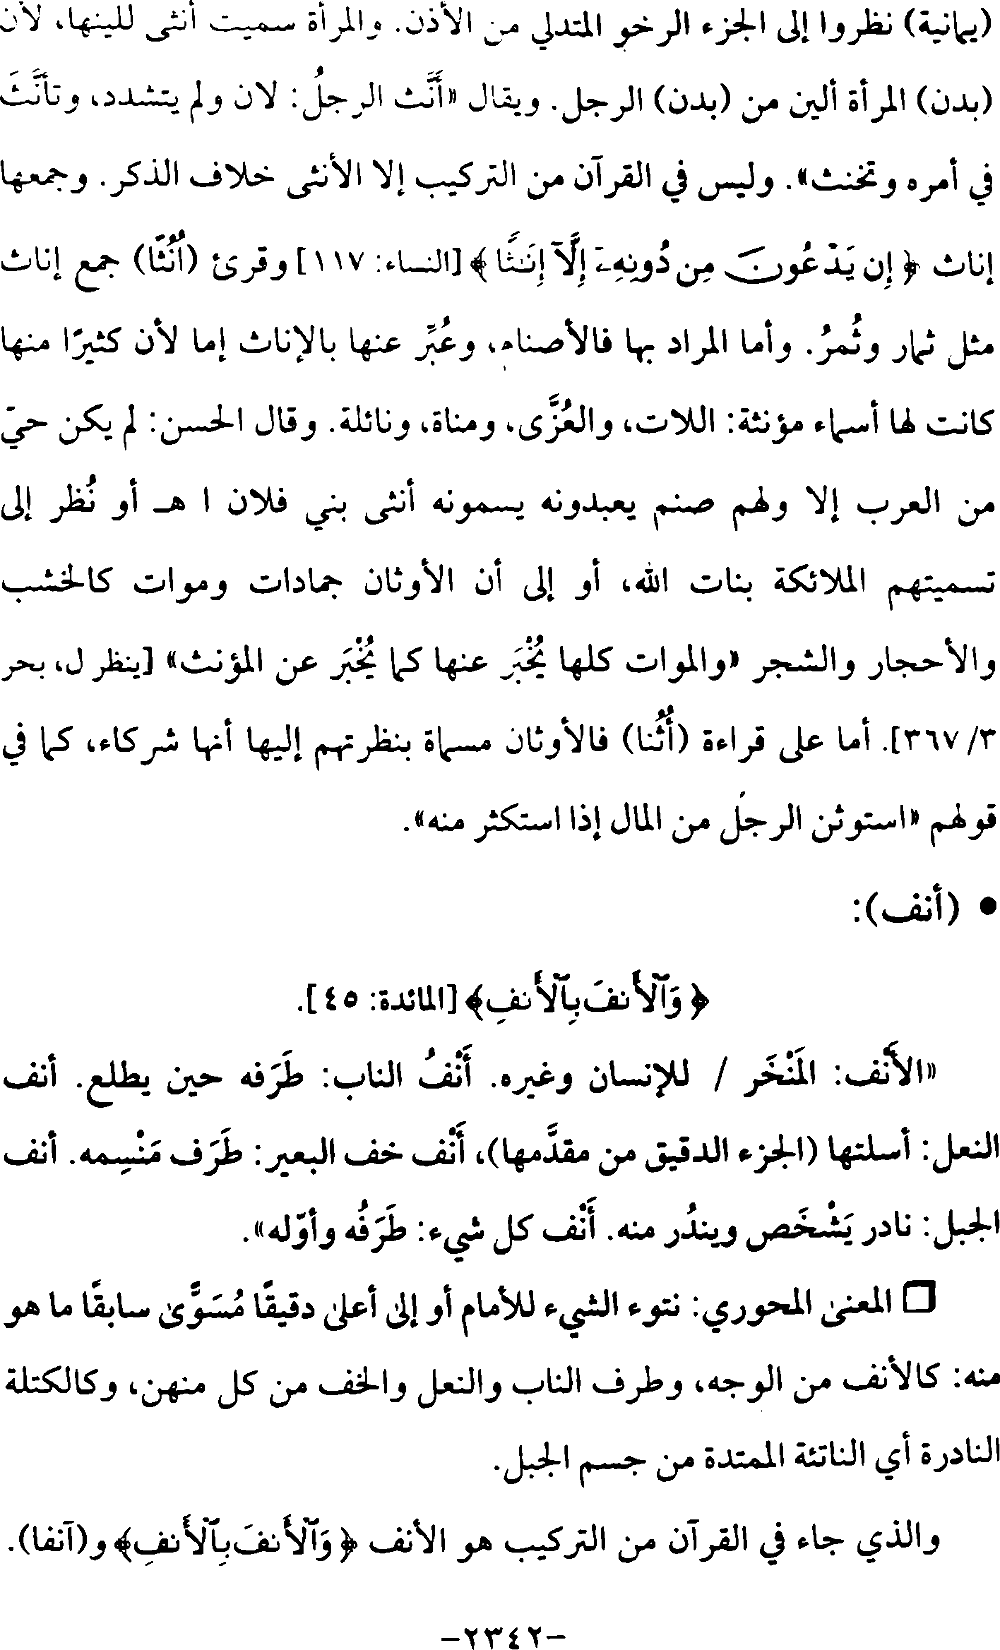 (يمانية) نظروا إلى الجزء الرخو المتدلي من الأذن. والمرأة سميت أنثى للينها، لأن
(بدن) المرأة ألين من (بدن) الرجل. ويقال «أَنَّث الرجلُ: لان ولم يتشدد، وتأنَّثَ
في أمره وتخنث». وليس في القرآن من التركيب إلا الأنثى خلاف الذكر. وجمعها
إناث ﴿ إِن يَدْعُونَ مِن دُونِهِۦٓ إِلَّآ إِنَٰثًا ﴾ [النساء: ١١٧] وقرئ (أُنُثًا) جمع إناث
مثل ثمار وثُمرُ. وأما المراد بها فالأصنام، وعُبِّر عنها بالإناث إما لأن كثيرًا منها
كانت لها أسماء مؤنثة: اللات، والعُزَّى، ومناة، ونائلة. وقال الحسن: لم يكن حيّ
من العرب إلا ولهم صنم يعبدونه يسمونه أنثى بني فلان ا هـ أو نُظر إلى
تسميتهم الملائكة بنات الله، أو إلى أن الأوثان جمادات وموات كالخشب
والأحجار والشجر «والموات كلها يُخْبَر عنها كما يُخْبَر عن المؤنث» [ينظر ل، بحر
٣/ ٣٦٧]. أما على قراءة (أُثُنا) فالأوثان مسماة بنظرتهم إليها أنها شركاء، كما في
قولهم «استوثن الرجلُ من المال إذا استكثر منه».
• (أنف):
﴿ وَٱلْأَنفَ بِٱلْأَنفِ﴾ [المائدة: ٤٥].
«الأَنْف: المَنْخَر / للإنسان وغيره. أَنْفُ الناب: طَرَفه حين يطلع. أنف
النعل: أسلتها (الجزء الدقيق من مقدَّمها)، أَنْف خف البعير: طَرَف مَنْسِمه. أنف
الجبل: نادر يَشْخَص ويندُر منه. أَنْف كل شيء: طَرَفُه وأوّله».
❑ المعنى المحوري: نتوء الشيء للأمام أو إلى أعلى دقيقًا مُسَوًّى سابقًا ما هو
منه: كالأنف من الوجه، وطرف الناب والنعل والخف من كل منهن، وكالكتلة
النادرة أي الناتئة الممتدة من جسم الجبل.
والذي جاء في القرآن من التركيب هو الأنف ﴿ وَٱلْأَنفَ بِٱلْأَنفِ﴾ و(آنفا).
-٢٣٤٢-